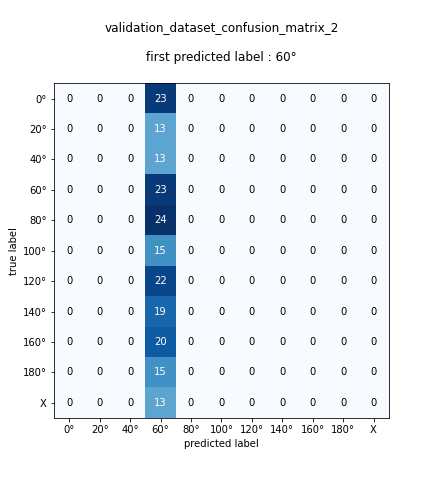 validation_dataset_confusion_matrix_2
first predicted label : 60°
true label
0° 0 0 0 23 0 0 0 0 0 0 0
20° 0 0 0 13 0 0 0 0 0 0 0
40° 0 0 0 13 0 0 0 0 0 0 0
60° 0 0 0 23 0 0 0 0 0 0 0
80° 0 0 0 24 0 0 0 0 0 0 0
100° 0 0 0 15 0 0 0 0 0 0 0
120° 0 0 0 22 0 0 0 0 0 0 0
140° 0 0 0 19 0 0 0 0 0 0 0
160° 0 0 0 20 0 0 0 0 0 0 0
180° 0 0 0 15 0 0 0 0 0 0 0
X 0 0 0 13 0 0 0 0 0 0 0
0° 20° 40° 60° 80° 100° 120° 140° 160° 180° X
predicted label